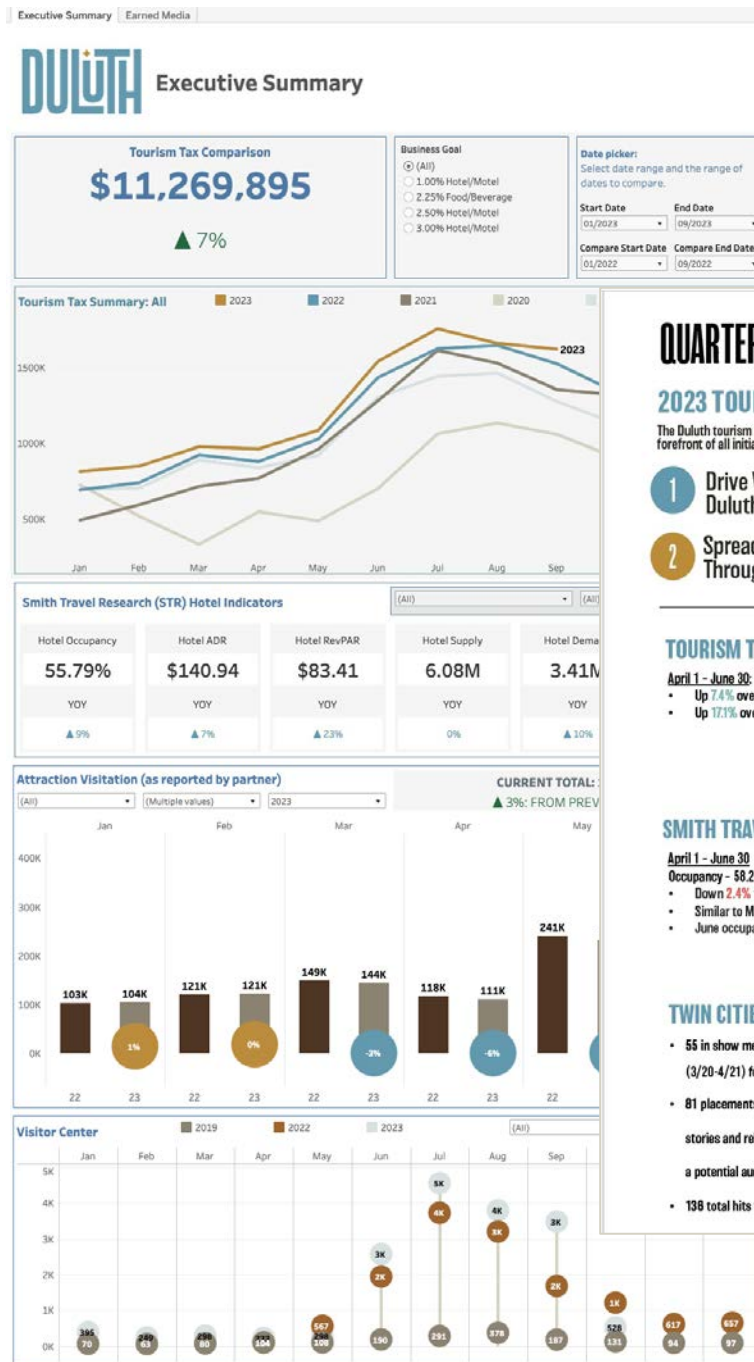 Executive Summary Earned Media
DULUTH Executive Summary
Tourism Tax Comparison
$11,269,895
▲ 7%
Business Goal
(All)
1.00% Hotel/Motel
2.25% Food/Beverage
2.50% Hotel/Motel
3.00% Hotel/Motel
Date picker:
Select date range and the range of
dates to compare.
Start Date End Date
01/2023 09/2023
Compare Start Date Compare End Date
01/2022 09/2022
Tourism Tax Summary: All 2023 2022 2021 2020
1500K
1000K
500K
2023
Jan Feb Mar Apr May Jun Jul Aug Sep
Smith Travel Research (STR) Hotel Indicators (All) (All)
Hotel Occupancy Hotel ADR Hotel RevPAR Hotel Supply Hotel Dema
55.79% $140.94 $83.41 6.08M 3.41M
YOY YOY YOY YOY YOY
▲ 9% ▲ 7% ▲ 23% 0% ▲ 10%
Attraction Visitation (as reported by partner)
(All) (Multiple values) 2023
CURRENT TOTAL:
▲ 3%: FROM PREV
Jan Feb Mar Apr May
400K
300K
200K
100K
0K
103K 104K 121K 121K 149K 144K 118K 111K 241K
1% 0% -3% -6%
22 23 22 23 22 23 22 23 22
Visitor Center 2019 2022 2023 (All)
Jan Feb Mar Apr May Jun Jul Aug Sep
5K
4K
3K
2K
1K
0K
5K 4K
4K 3K 3K
3K 2K 2K
1K
567 528 617 657
395
70 63 80 104 190 291 378 187 131 94 97
QUARTER
2023 TOU
The Duluth tourism
forefront of all initia
1 Drive
Duluth
2 Spread
Throug
TOURISM T
April 1 - June 30:
• Up 7.4% ove
• Up 17.1% ove
SMITH TRA
April 1 - June 30
Occupancy - 58.2
• Down 2.4%
• Similar to M
• June occupa
TWIN CITIE
• 55 in show me
(3/20-4/21) f
• 81 placement
stories and re
a potential au
• 138 total hits